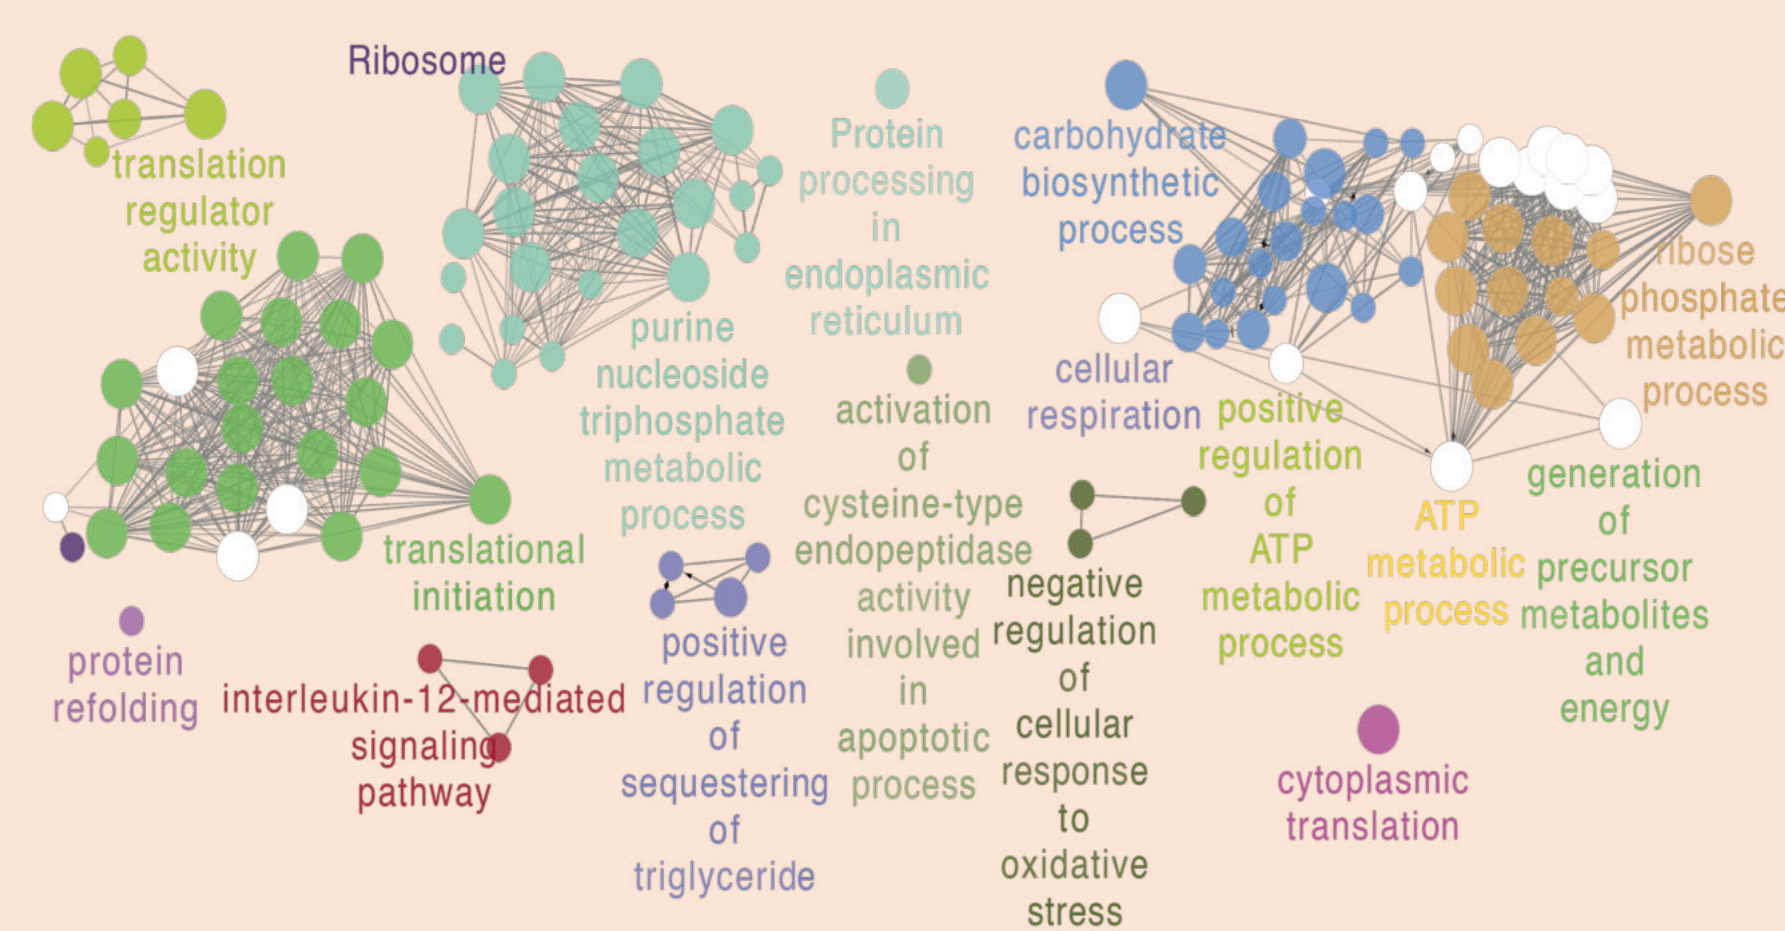 Ribosome
translation
regulator
activity
Protein
processing
in
endoplasmic
reticulum
carbohydrate
biosynthetic
process
ribose
phosphate
metabolic
process
purine
nucleoside
triphosphate
metabolic
process
cellular
respiration
activation
of
cysteine-type
endopeptidase
activity
involved
in
apoptotic
process
positive
regulation
of
ATP
metabolic
process
ATP
metabolic
process
generation
of
precursor
metabolites
and
energy
translational
initiation
negative
regulation
of
cellular
response
to
oxidative
stress
protein
refolding
interleukin-12-mediated
signaling
pathway
positive
regulation
of
sequestering
of
triglyceride
cytoplasmic
translation